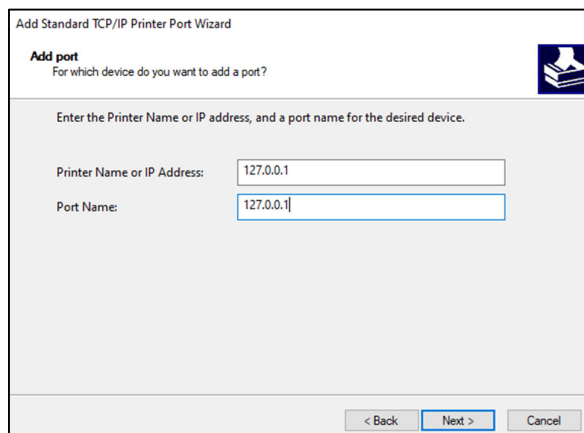 Add Standard TCP/IP Printer Port Wizard
Add port
For which device do you want to add a port?
Enter the Printer Name or IP address, and a port name for the desired device.
Printer Name or IP Address: 127.0.0.1
Port Name: 127.0.0.1
< Back Next > Cancel